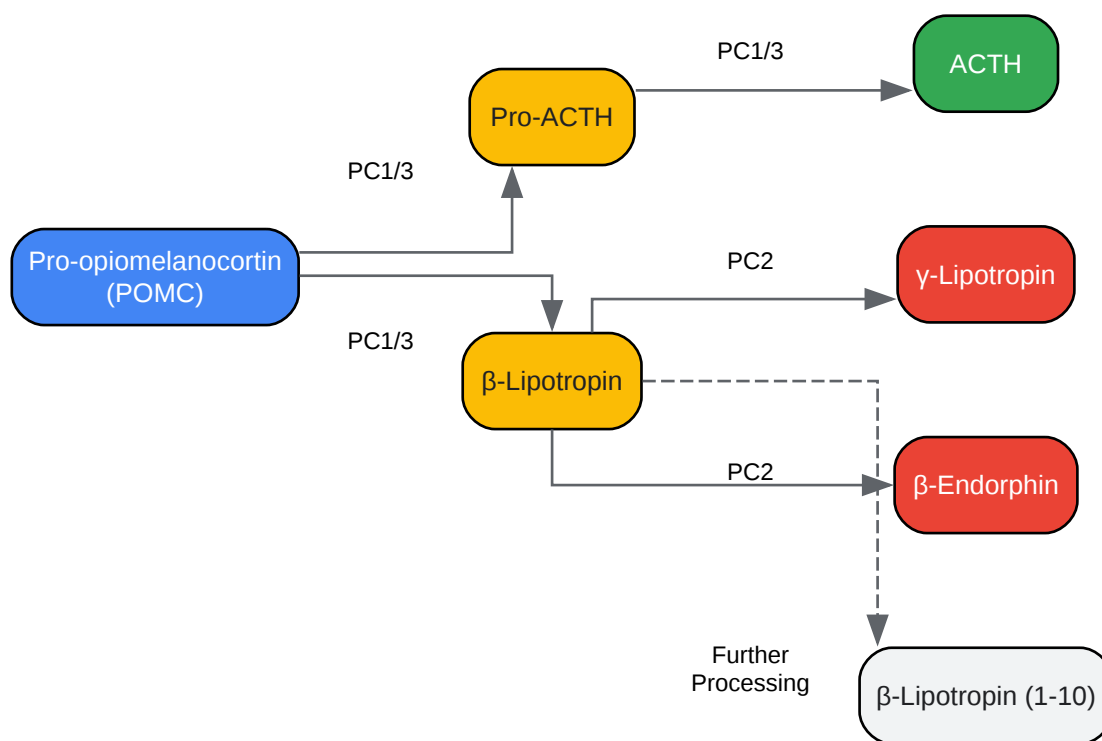 PC1/3
ACTH
Pro-ACTH
PC1/3
Pro-opiomelanocortin
(POMC)
PC2
γ-Lipotropin
PC1/3
β-Lipotropin
PC2
β-Endorphin
Further
Processing
β-Lipotropin (1-10)